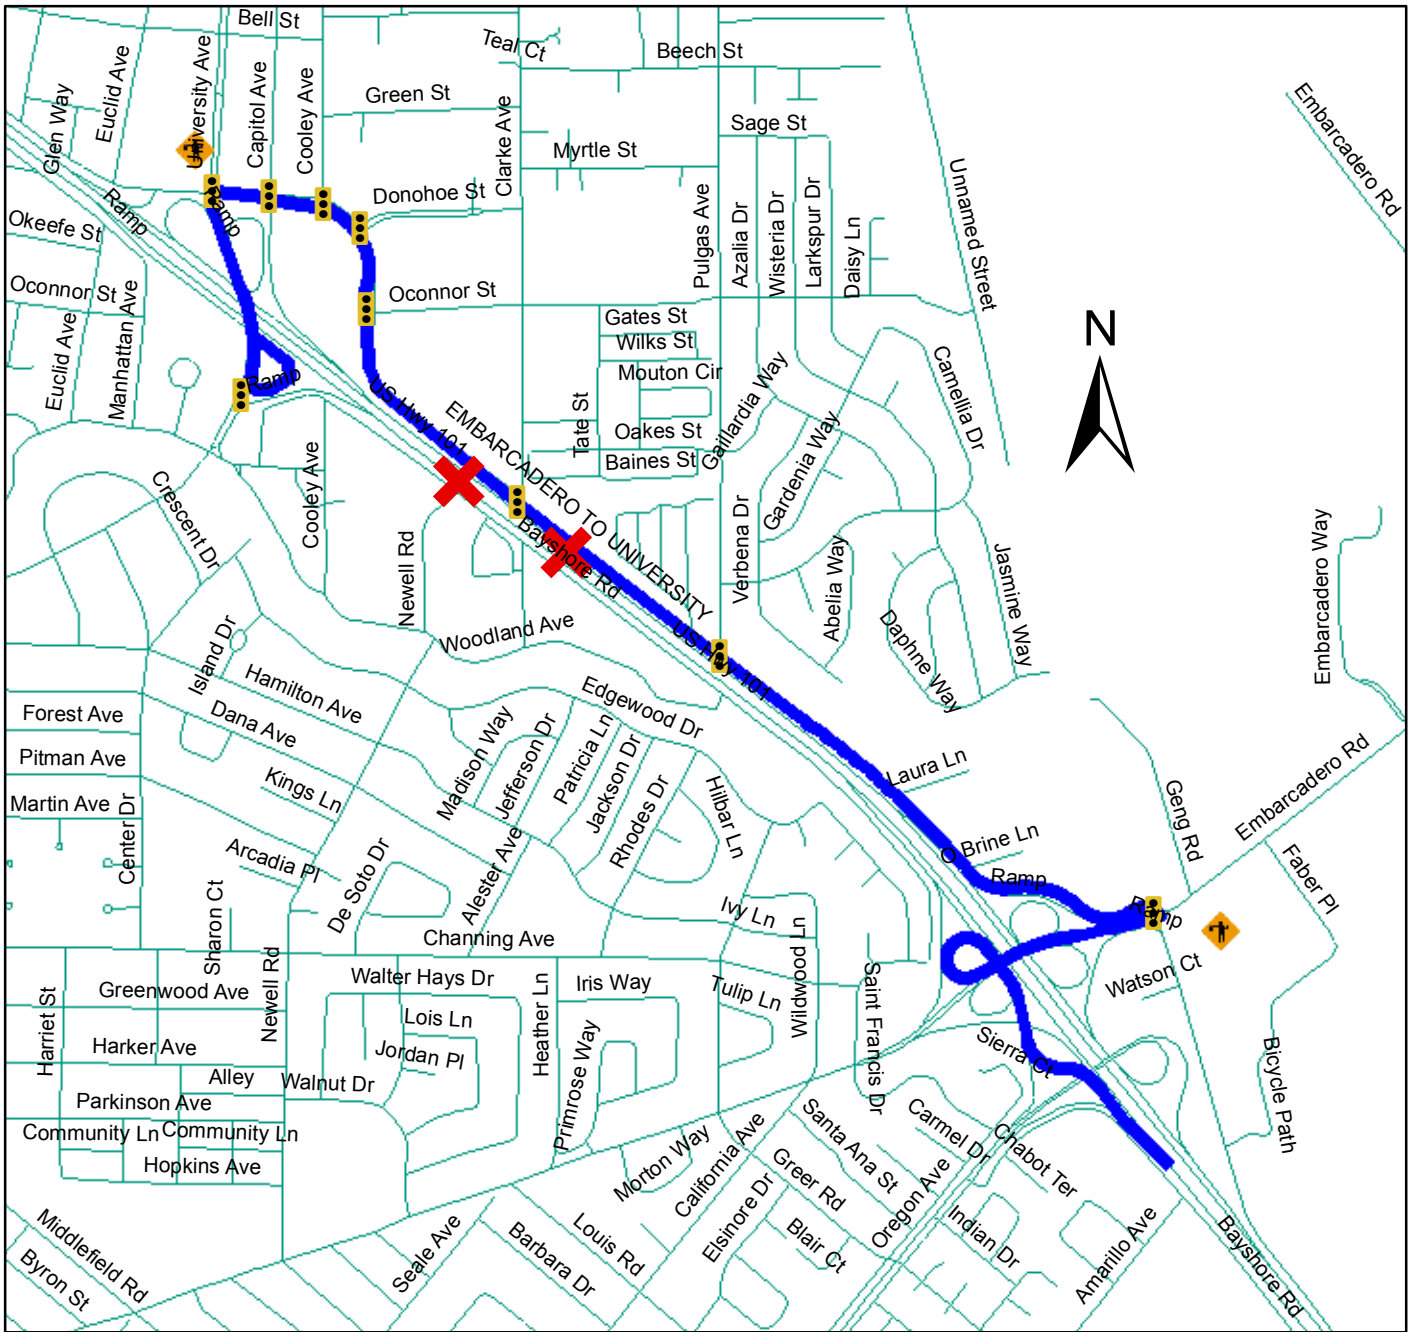 Bell St
Teal Ct
Beech St
Glen Way
Euclid Ave
University Ave
Capitol Ave
Cooley Ave
Green St
Clarke Ave
Sage St
Myrtle St
Embarcadero Rd
Donohoe St
Ramp
Ramp
Okeefe St
Pulgas Ave
Azalia Dr
Wisteria Dr
Larkspur Dr
Daisy Ln
Unnamed Street
Oconnor St
Oconnor St
Gates St
Wilks St
Mouton Cir
N
Euclid Ave
Manhattan Ave
Ramp
US Hwy 101
EMBARCADERO TO UNIVERSITY
Tate St
Oakes St
Baines St
Gaillardia Way
Gardenia Way
Camellia Dr
Crescent Dr
Cooley Ave
Newell Rd
Bayshore Rd
Verbena Dr
Abelia Way
Jasmine Way
Daphne Way
Embarcadero Way
Woodland Ave
US Hwy 101
Island Dr
Hamilton Ave
Edgewood Dr
Forest Ave
Dana Ave
Pitman Ave
Kings Ln
Madison Way
Jefferson Dr
Patricia Ln
Jackson Dr
Rhodes Dr
Hilbar Ln
Laura Ln
Geng Rd
Embarcadero Rd
Martin Ave
Center Dr
Arcadia Pl
De Soto Dr
Alester Ave
O Brine Ln
Ramp
Ramp
Faber Pl
Sharon Ct
Newell Rd
Channing Ave
Ivy Ln
Wildwood Ln
Saint Francis Dr
Watson Ct
Walter Hays Dr
Iris Way
Tulip Ln
Greenwood Ave
Harriet St
Heather Ln
Lois Ln
Primrose Way
Sierra Ct
Harker Ave
Jordan Pl
Bicycle Path
Alley
Walnut Dr
Parkinson Ave
Community Ln
Community Ln
Hopkins Ave
Morton Way
California Ave
Santa Ana St
Carmel Dr
Chabot Ter
Greer Rd
Oregon Ave
Elsinore Dr
Blair Ct
Indian Dr
Amarillo Ave
Bayshore Rd
Middlefield Rd
Byron St
Seale Ave
Barbara Dr
Louis Rd